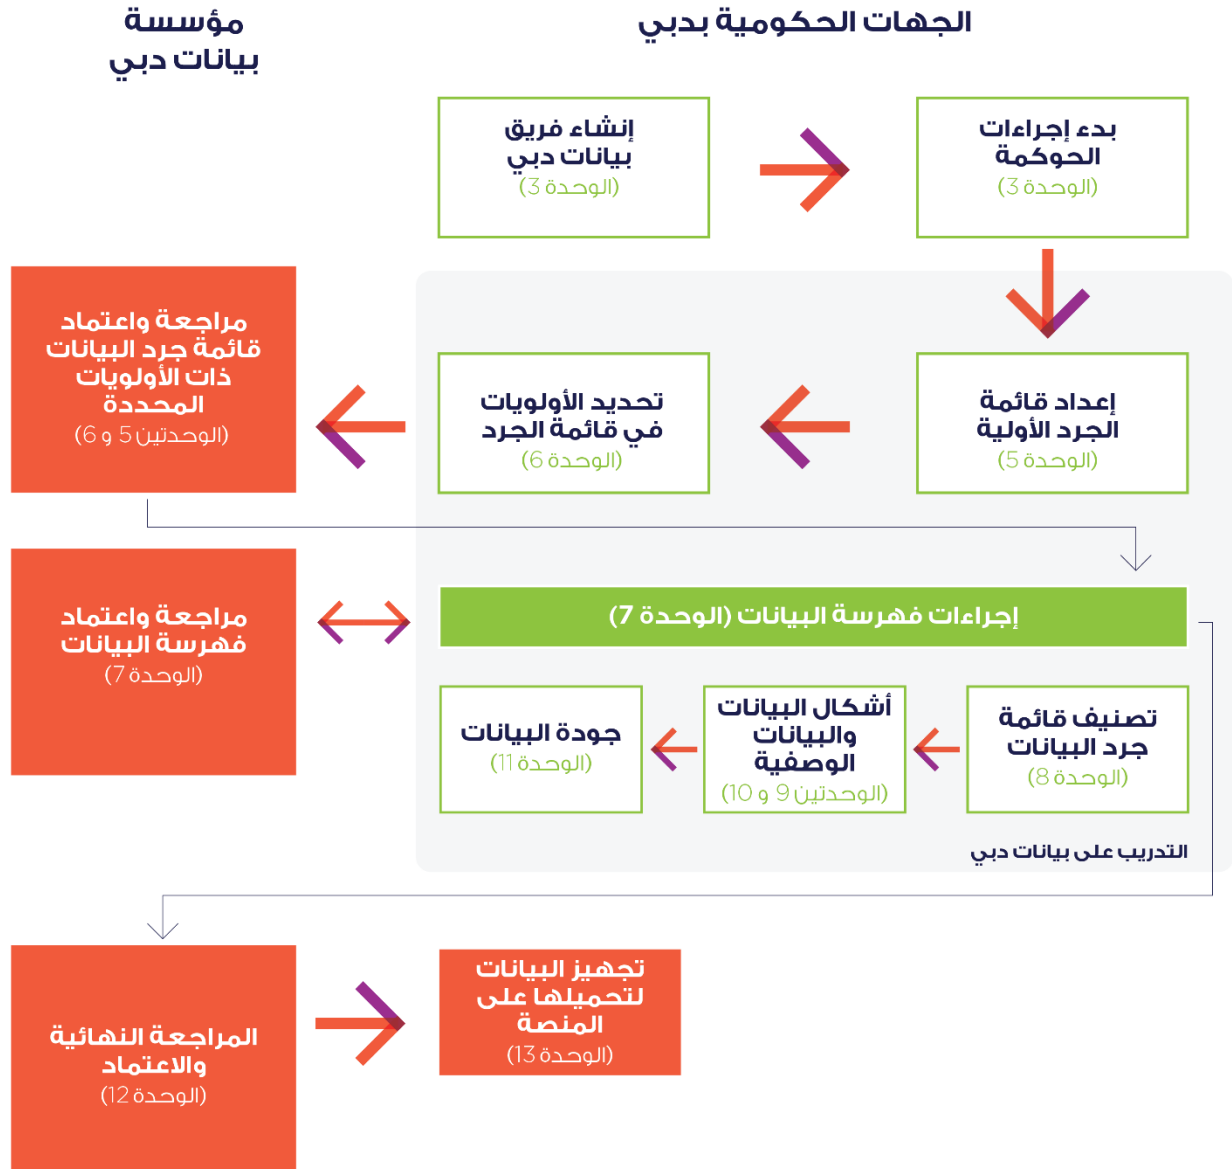 الجهات الحكومية بدبي
مؤسسة
بيانات دبي
إنشاء فريق
بيانات دبي
(الوحدة 3)
بدء إجراءات
الحوكمة
(الوحدة 3)
إعداد قائمة
الجرد الأولية
(الوحدة 5)
تحديد الأولويات
في قائمة الجرد
(الوحدة 6)
مراجعة واعتماد
قائمة جرد البيانات
ذات الأولويات
المحددة
(الوحدتين 5 و 6)
إجراءات فهرسة البيانات (الوحدة 7)
مراجعة واعتماد
فهرسة البيانات
(الوحدة 7)
تصنيف قائمة
جرد البيانات
(الوحدة 8)
أشكال البيانات
والبيانات
الوصفية
(الوحدتين 9 و 10)
جودة البيانات
(الوحدة 11)
التدريب على بيانات دبي
المراجعة النهائية
والاعتماد
(الوحدة 12)
تجهيز البيانات
لتحميلها على
المنصة
(الوحدة 13)